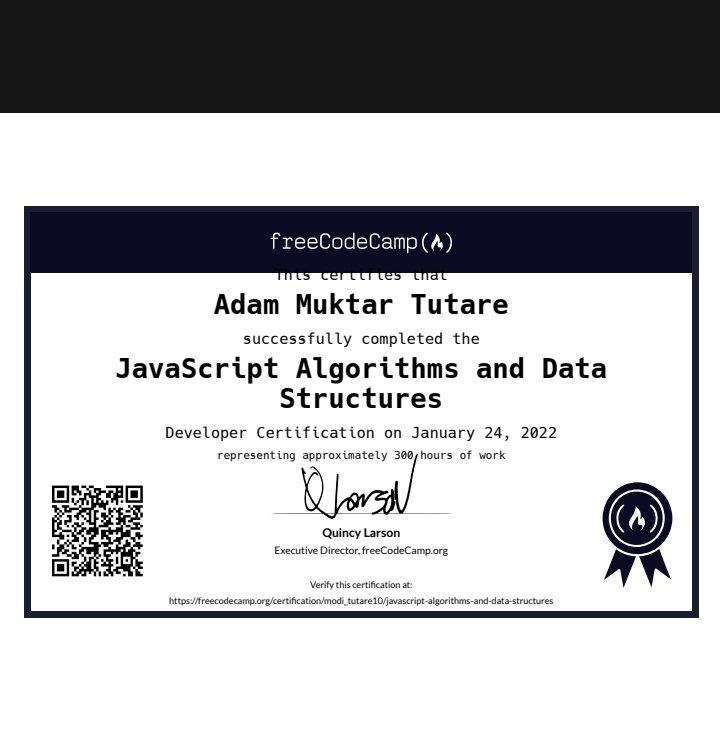 freeCodeCamp(🔥)
This certifies that
Adam Muktar Tutare
successfully completed the
JavaScript Algorithms and Data
Structures
Developer Certification on January 24, 2022
representing approximately 300 hours of work
Quincy Larson
Executive Director, freeCodeCamp.org
Verify this certification at:
https://freecodecamp.org/certification/modi_tutare10/javascript-algorithms-and-data-structures